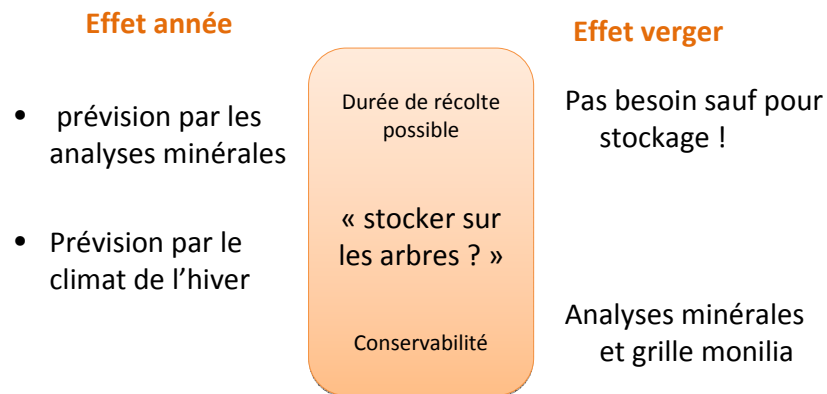 Effet année
• prévision par les
analyses minérales
• Prévision par le
climat de l’hiver
Durée de récolte
possible
« stocker sur
les arbres ? »
Conservabilité
Effet verger
Pas besoin sauf pour
stockage !
Analyses minérales
et grille monilia